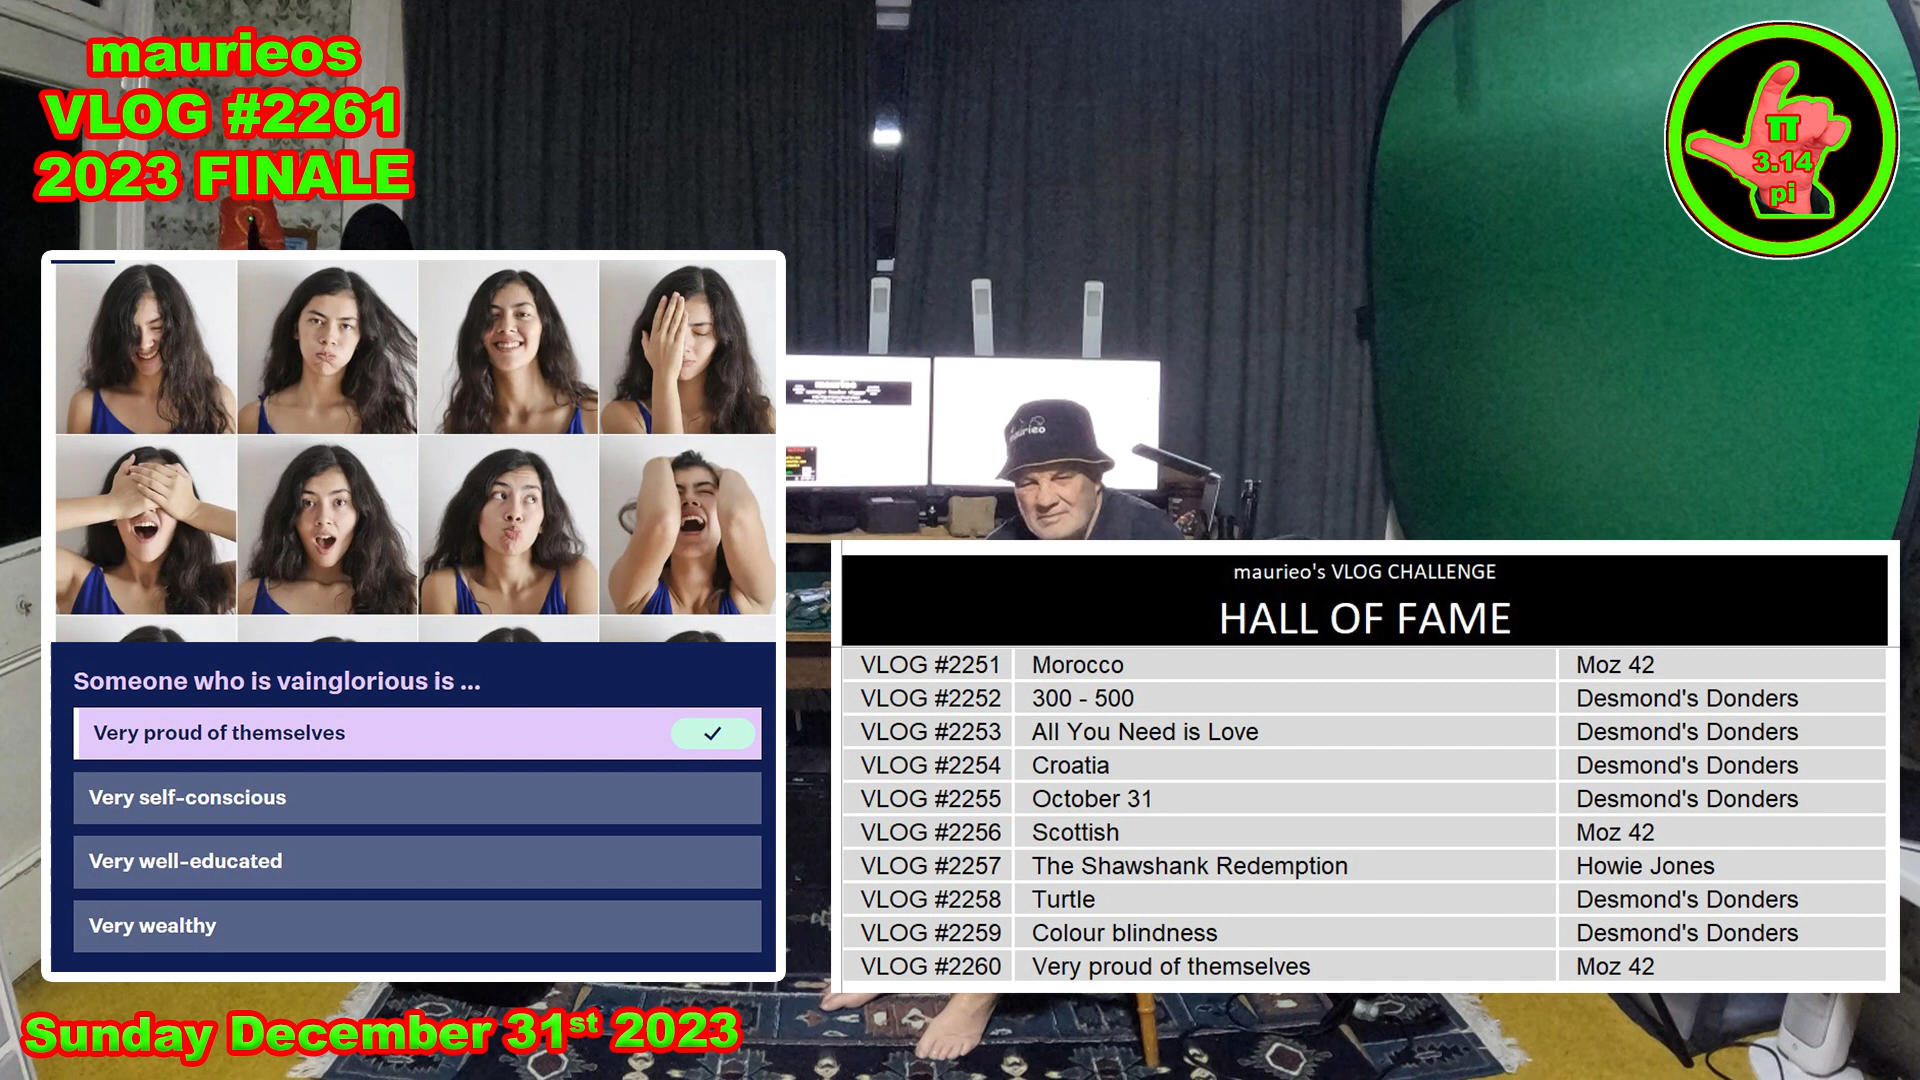 maurieos
VLOG #2261
2023 FINALE
π
3.14
pi
maurieo
Someone who is vainglorious is ...
Very proud of themselves
Very self-conscious
Very well-educated
Very wealthy
maurieo's VLOG CHALLENGE
HALL OF FAME
VLOG #2251 Morocco Moz 42
VLOG #2252 300 - 500 Desmond's Donders
VLOG #2253 All You Need is Love Desmond's Donders
VLOG #2254 Croatia Desmond's Donders
VLOG #2255 October 31 Desmond's Donders
VLOG #2256 Scottish Moz 42
VLOG #2257 The Shawshank Redemption Howie Jones
VLOG #2258 Turtle Desmond's Donders
VLOG #2259 Colour blindness Desmond's Donders
VLOG #2260 Very proud of themselves Moz 42
Sunday December 31st 2023